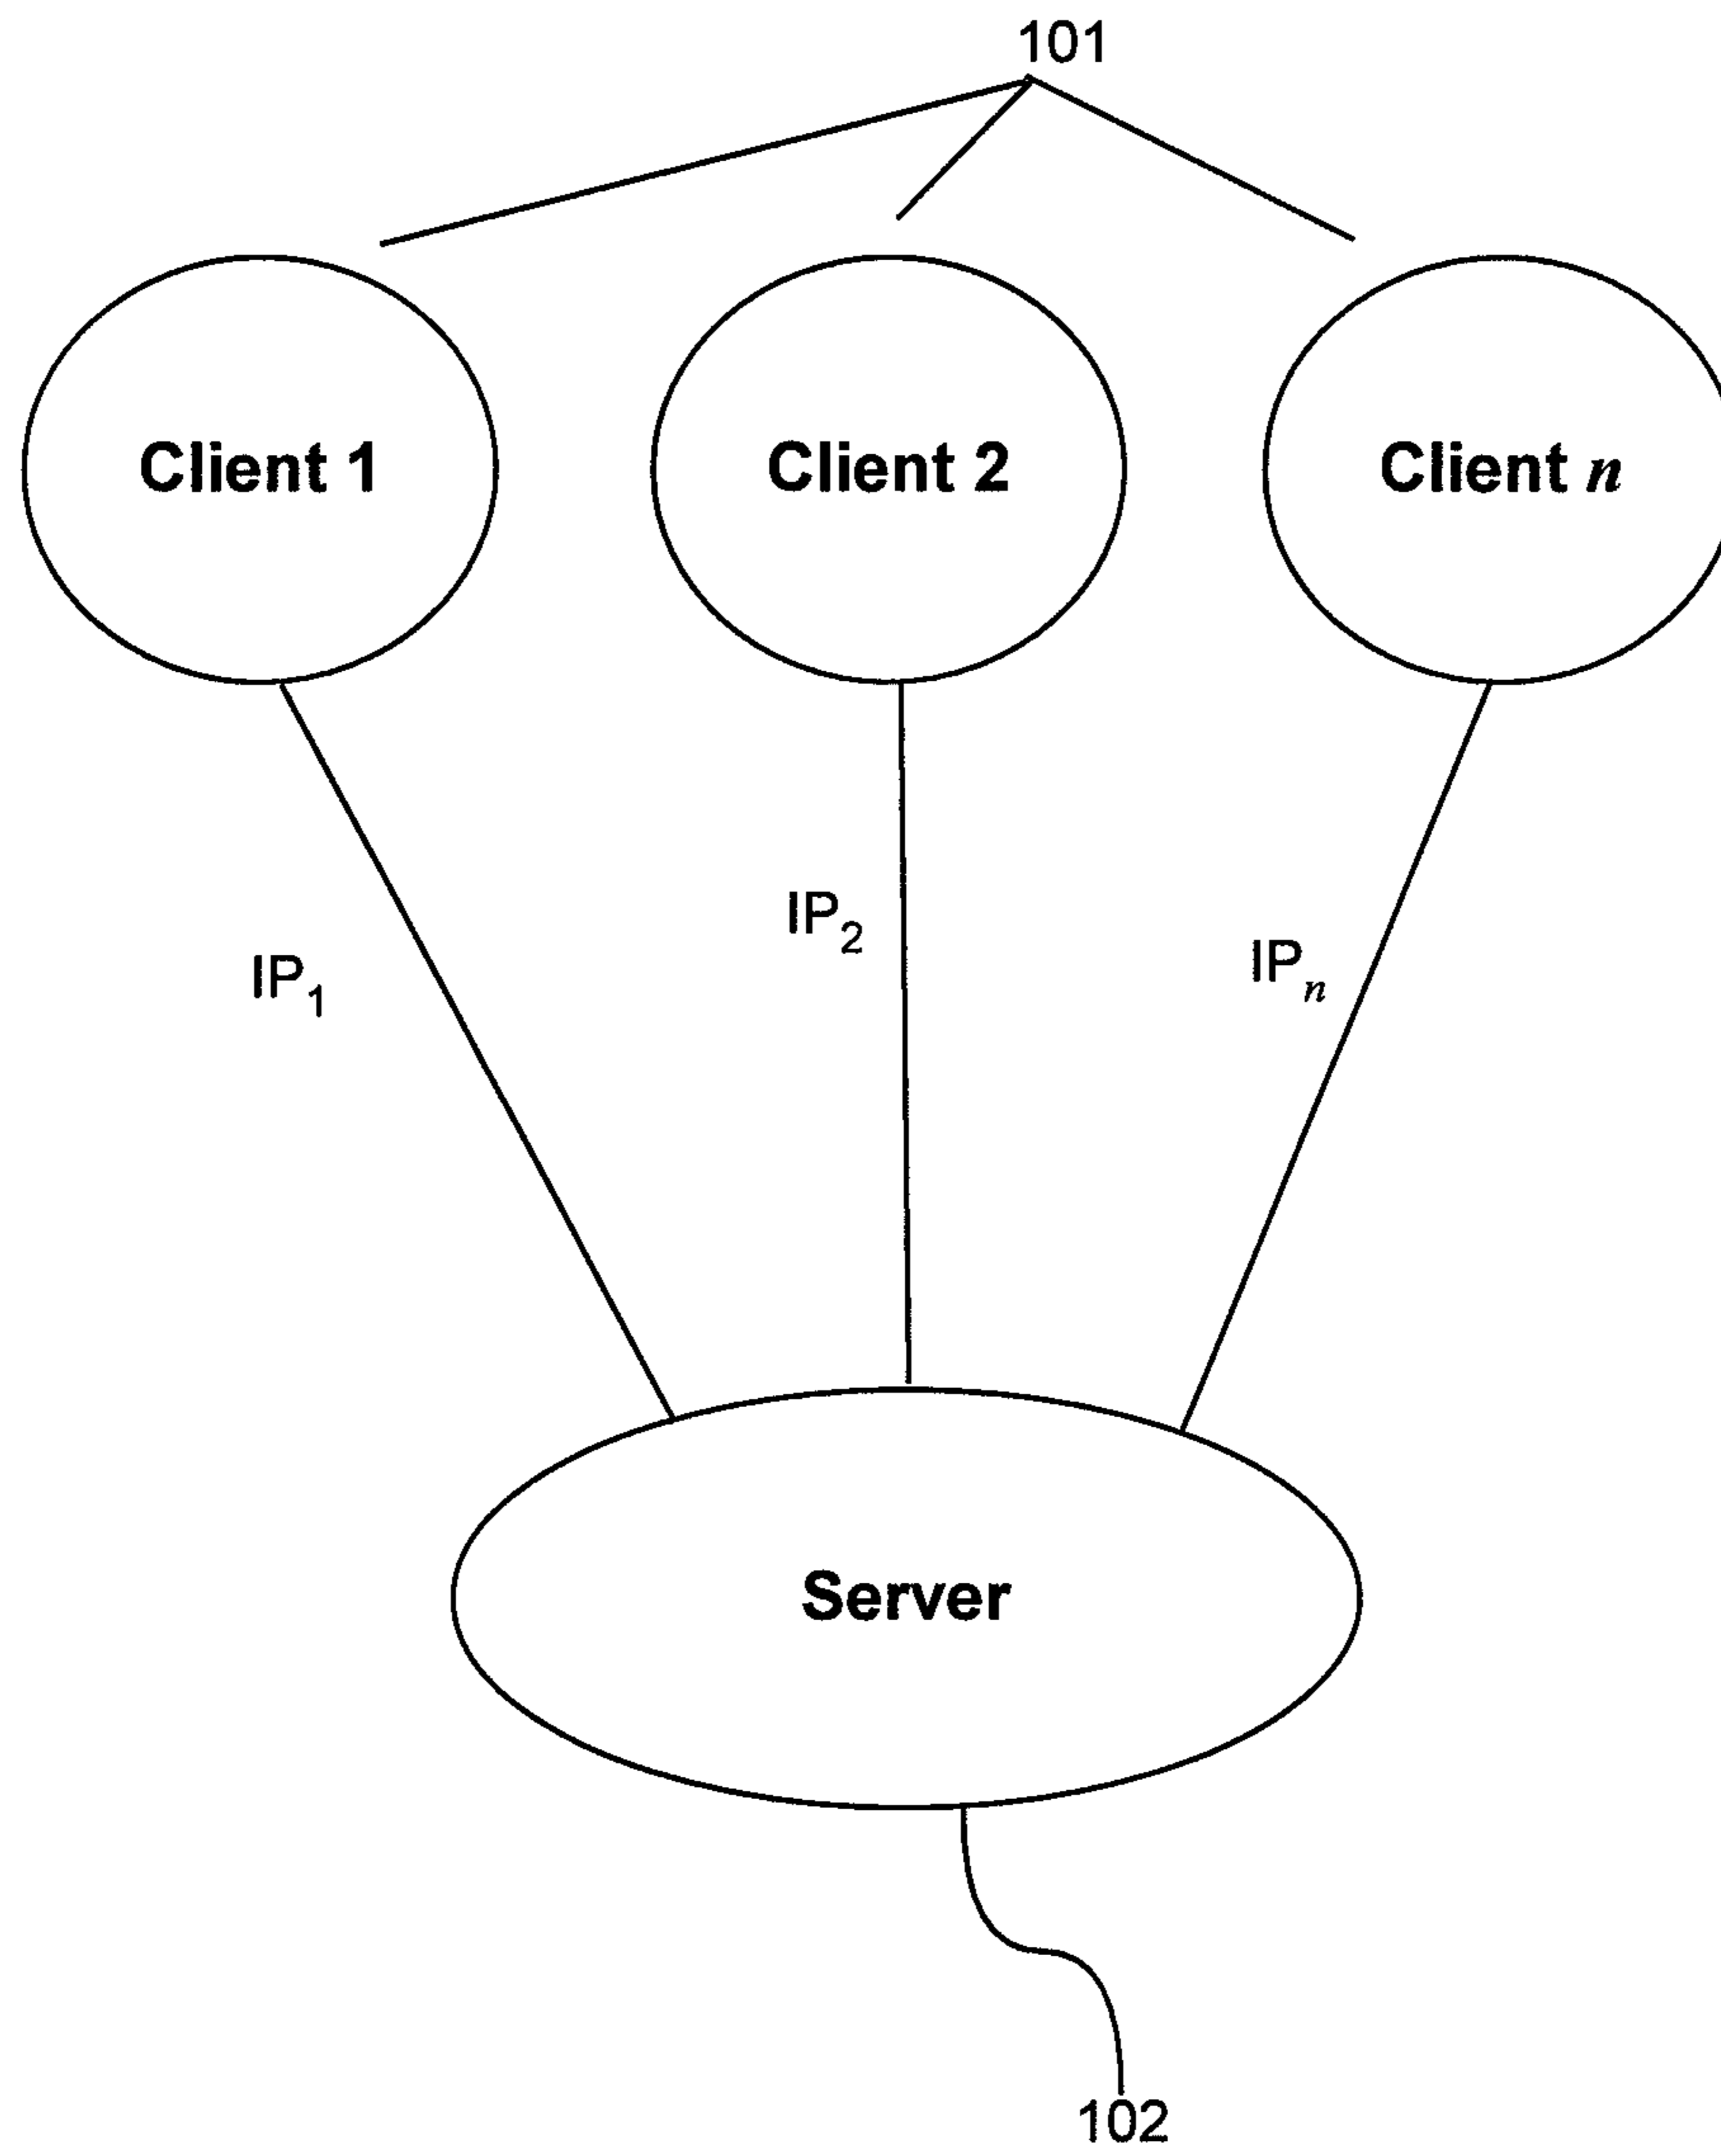 101
Client 1
Client 2
Client n
IP2
IP1
IPn
Server
102